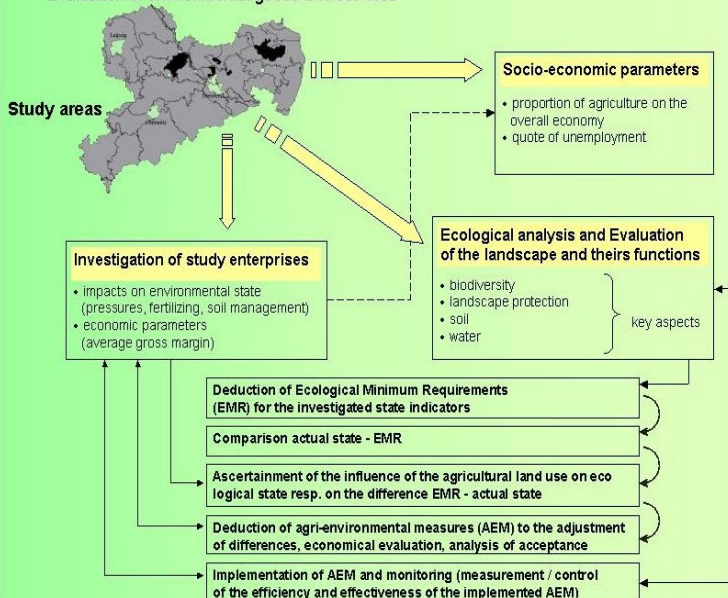 Study areas
Socio-economic parameters
• proportion of agriculture on the
overall economy
• quote of unemployment
Investigation of study enterprises
• impacts on environmental state
(pressures, fertilizing, soil management)
• economic parameters
(average gross margin)
Ecological analysis and Evaluation
of the landscape and theirs functions
• biodiversity
• landscape protection
• soil
• water
key aspects
Deduction of Ecological Minimum Requirements
(EMR) for the investigated state indicators
Comparison actual state - EMR
Ascertainment of the influence of the agricultural land use on eco
logical state resp. on the difference EMR - actual state
Deduction of agri-environmental measures (AEM) to the adjustment
of differences, economical evaluation, analysis of acceptance
Implementation of AEM and monitoring (measurement / control
of the efficiency and effectiveness of the implemented AEM)